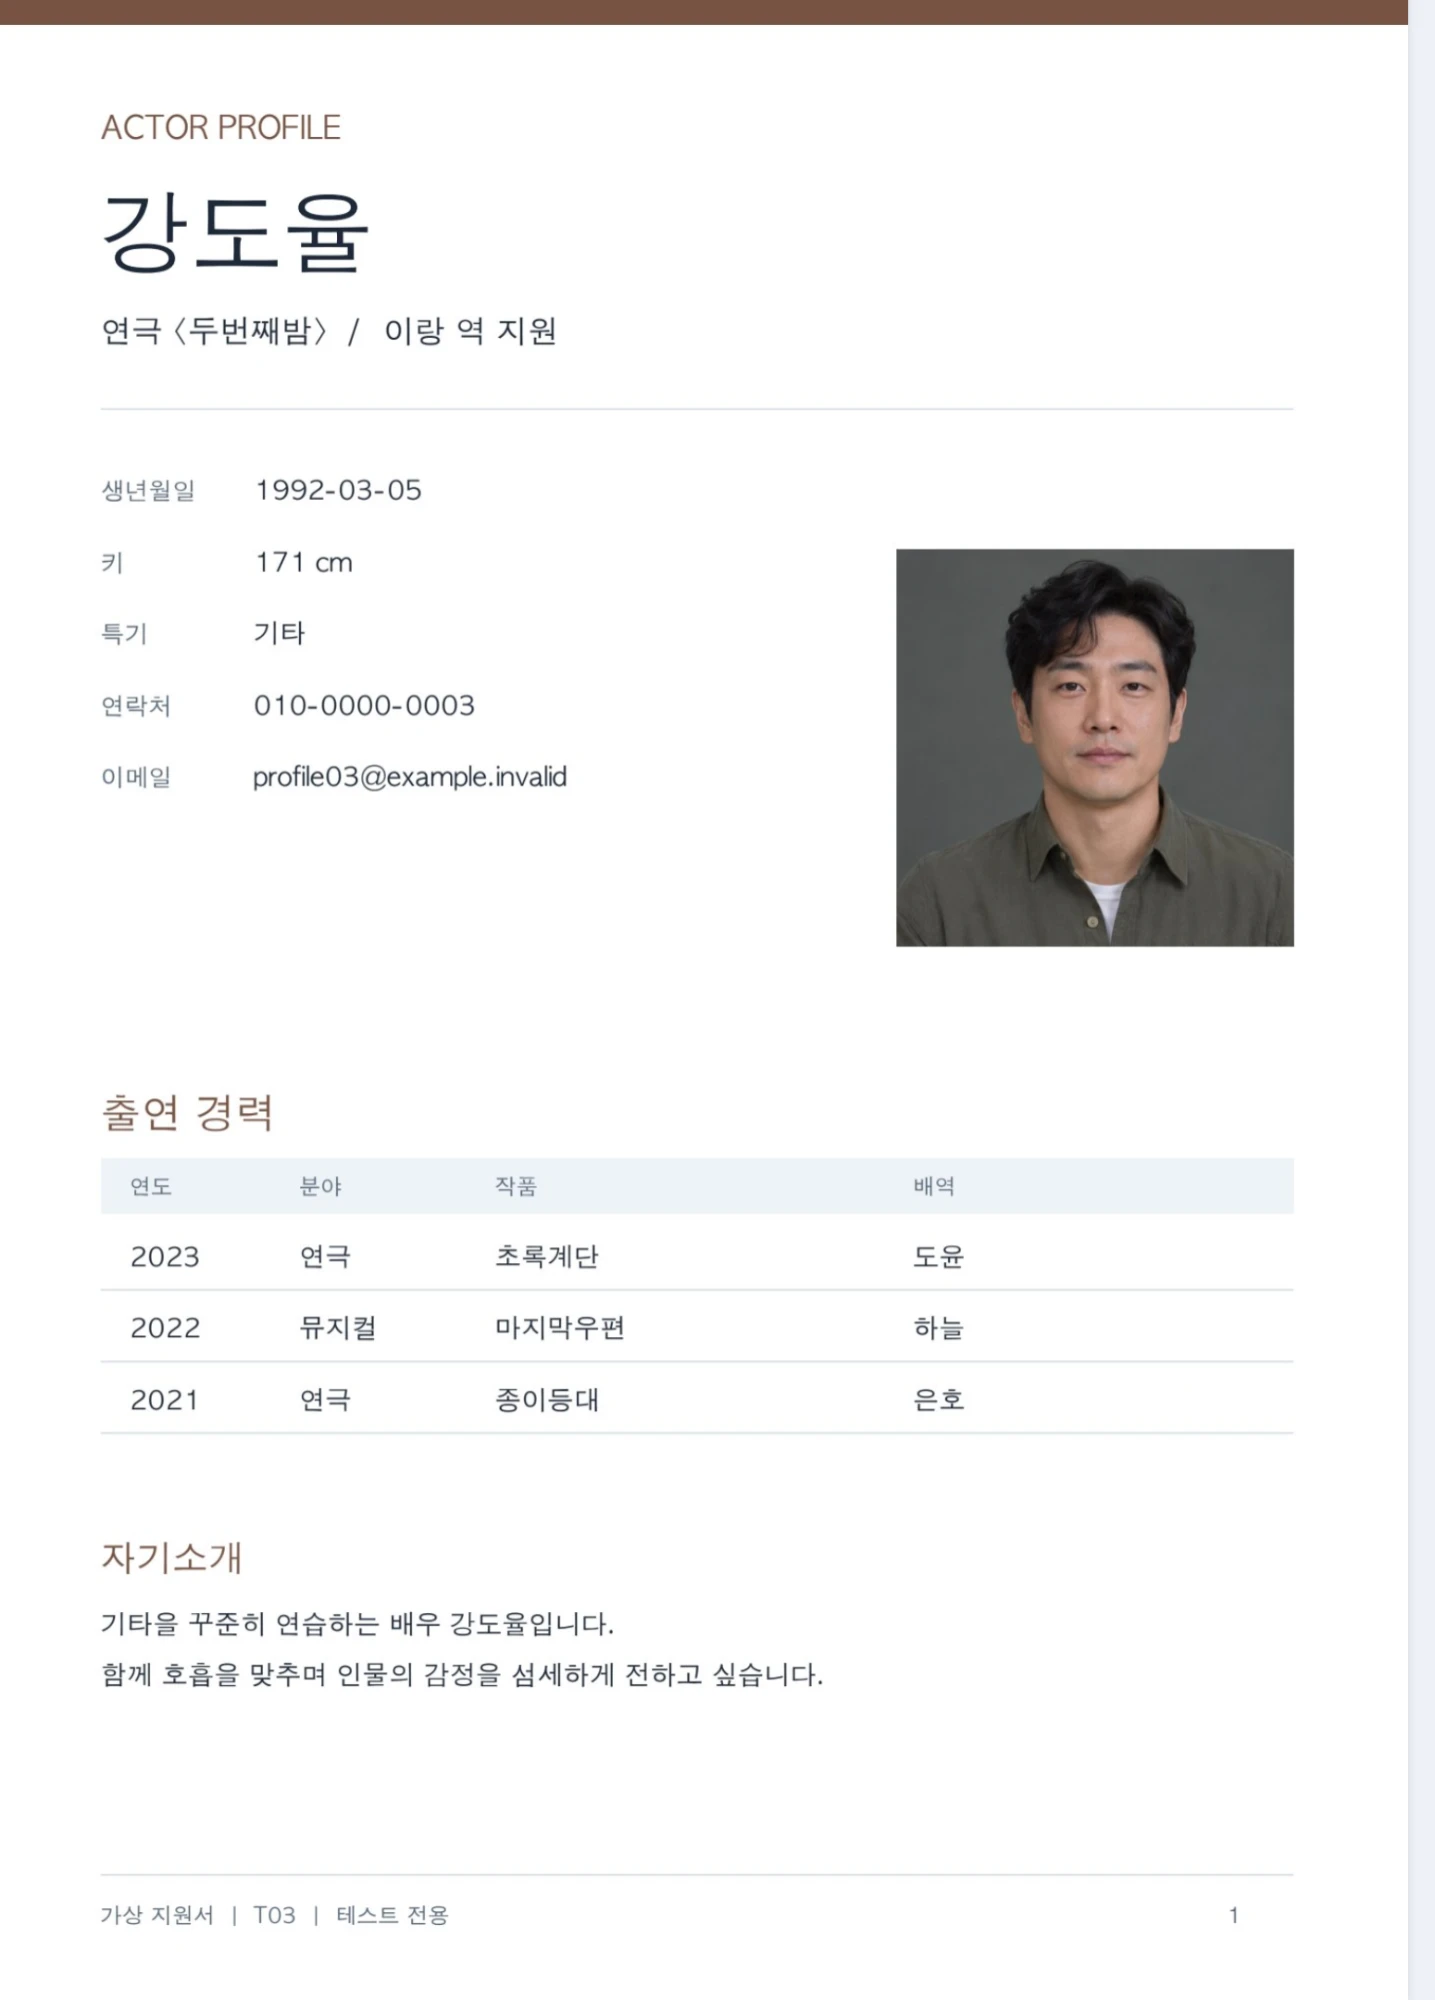 ACTOR PROFILE
강도율
연극 〈두번째밤〉 / 이랑 역 지원
생년월일 1992-03-05
키 171 cm
특기 기타
연락처 010-0000-0003
이메일 profile03@example.invalid
출연 경력
연도 분야 작품 배역
2023 연극 초록계단 도윤
2022 뮤지컬 마지막우편 하늘
2021 연극 종이등대 은호
자기소개
기타을 꾸준히 연습하는 배우 강도율입니다.
함께 호흡을 맞추며 인물의 감정을 섬세하게 전하고 싶습니다.
가상 지원서 | T03 | 테스트 전용 1